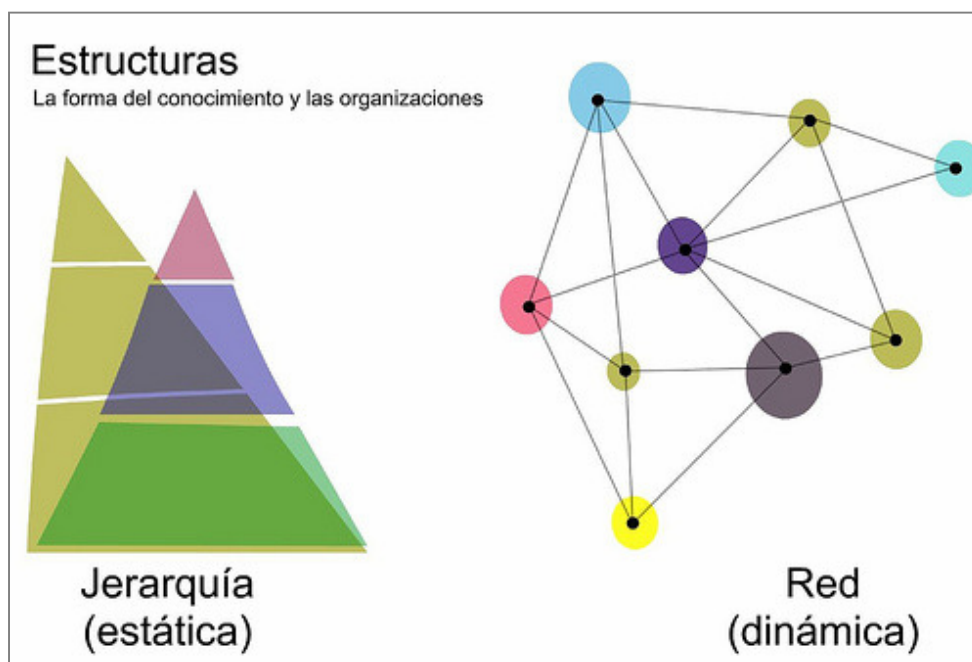 Estructuras
La forma del conocimiento y las organizaciones
Jerarquía
(estática)
Red
(dinámica)